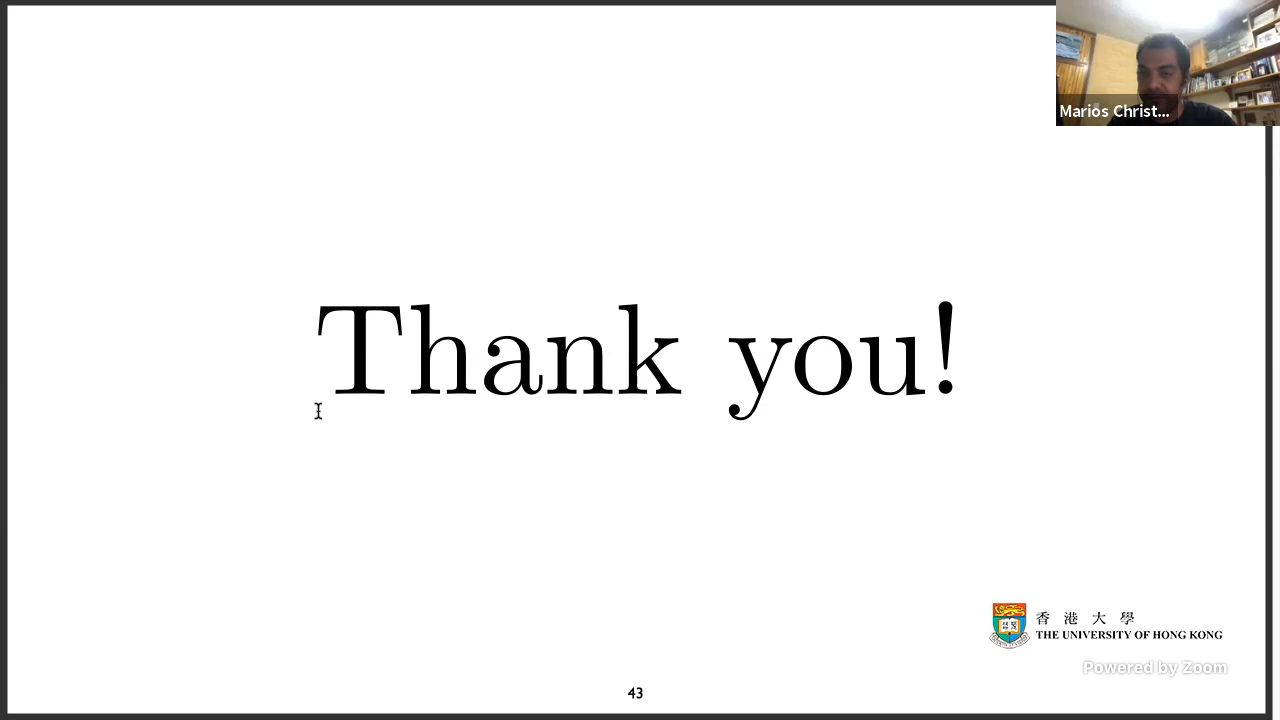 Marios Christ...
Thank you!
香港大學
THE UNIVERSITY OF HONG KONG
Powered by Zoom
43